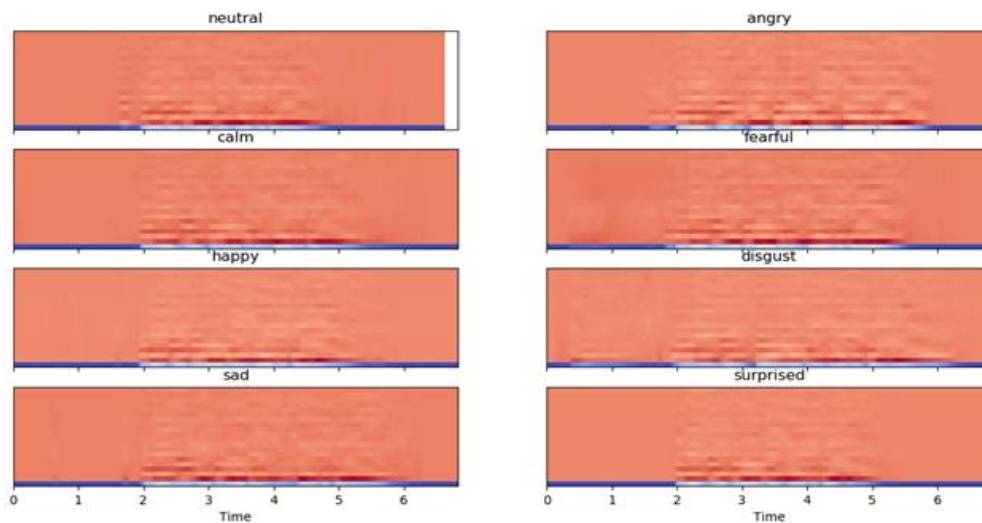 neutral
angry
calm
fearful
happy
disgust
sad
surprised
0 1 2 3 4 5 6
Time
0 1 2 3 4 5 6
Time